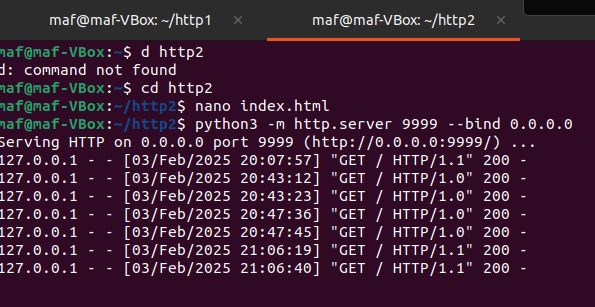 maf@maf-VBox: ~/http1 × maf@maf-VBox: ~/http2 ×
maf@maf-VBox:~$ d http2
d: command not found
maf@maf-VBox:~$ cd http2
maf@maf-VBox:~/http2$ nano index.html
maf@maf-VBox:~/http2$ python3 -m http.server 9999 --bind 0.0.0.0
Serving HTTP on 0.0.0.0 port 9999 (http://0.0.0.0:9999/) ...
127.0.0.1 - - [03/Feb/2025 20:07:57] "GET / HTTP/1.1" 200 -
127.0.0.1 - - [03/Feb/2025 20:43:12] "GET / HTTP/1.0" 200 -
127.0.0.1 - - [03/Feb/2025 20:43:24] "GET / HTTP/1.0" 200 -
127.0.0.1 - - [03/Feb/2025 20:47:36] "GET / HTTP/1.0" 200 -
127.0.0.1 - - [03/Feb/2025 20:47:45] "GET / HTTP/1.0" 200 -
127.0.0.1 - - [03/Feb/2025 21:06:19] "GET / HTTP/1.1" 200 -
127.0.0.1 - - [03/Feb/2025 21:06:40] "GET / HTTP/1.1" 200 -